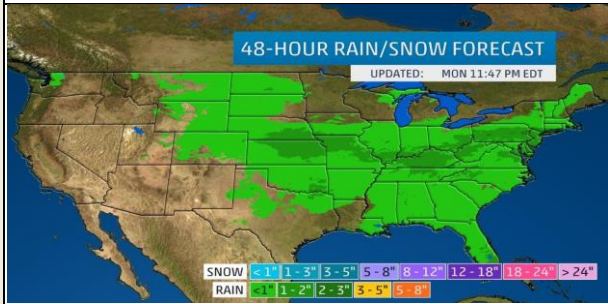 48-HOUR RAIN/SNOW FORECAST
UPDATED: MON 11:47 PM EDT
SNOW < 1" 1 - 3" 3 - 5" 5 - 8" 8 - 12" 12 - 18" 18 - 24" > 24"
RAIN <1" 1 - 2" 2 - 3" 3 - 5" 5 - 8"